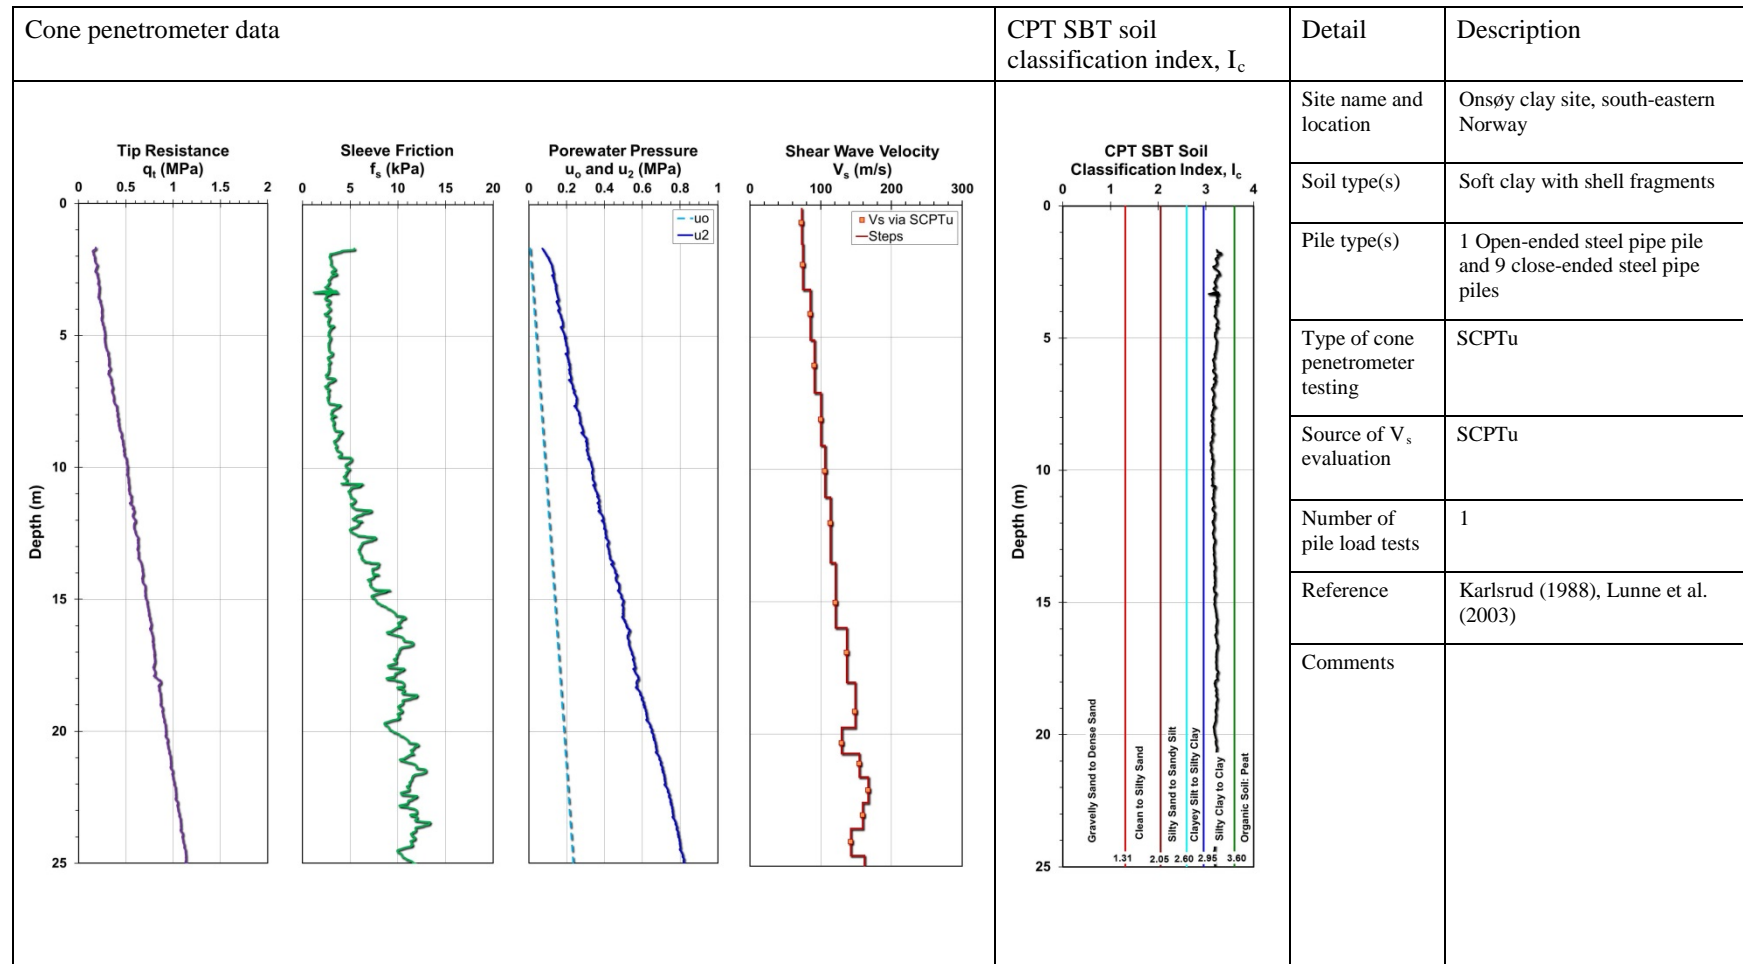 Cone penetrometer data
CPT SBT soil
classification index, Ic
Detail
Description
Tip Resistance
qt (MPa)
0 0.5 1 1.5 2
Sleeve Friction
fs (kPa)
0 5 10 15 20
Porewater Pressure
uo and u2 (MPa)
0 0.2 0.4 0.6 0.8 1
Shear Wave Velocity
Vs (m/s)
0 100 200 300
0
5
10
15
20
25
Depth (m)
uo
u2
Vs via SCPTu
Steps
CPT SBT Soil
Classification Index, Ic
0 1 2 3 4
0
5
10
15
20
25
Depth (m)
Gravelly Sand to Dense Sand
Clean to Silty Sand
Silty Sand to Sandy Silt
Clayey Silt to Silty Clay
Silty Clay to Clay
Organic Soil: Peat
1.31 2.05 2.60 2.95 3.60
Site name and
location
Onsøy clay site, south-eastern
Norway
Soil type(s)
Soft clay with shell fragments
Pile type(s)
1 Open-ended steel pipe pile
and 9 close-ended steel pipe
piles
Type of cone
penetrometer
testing
SCPTu
Source of Vs
evaluation
SCPTu
Number of
pile load tests
1
Reference
Karlsrud (1988), Lunne et al.
(2003)
Comments